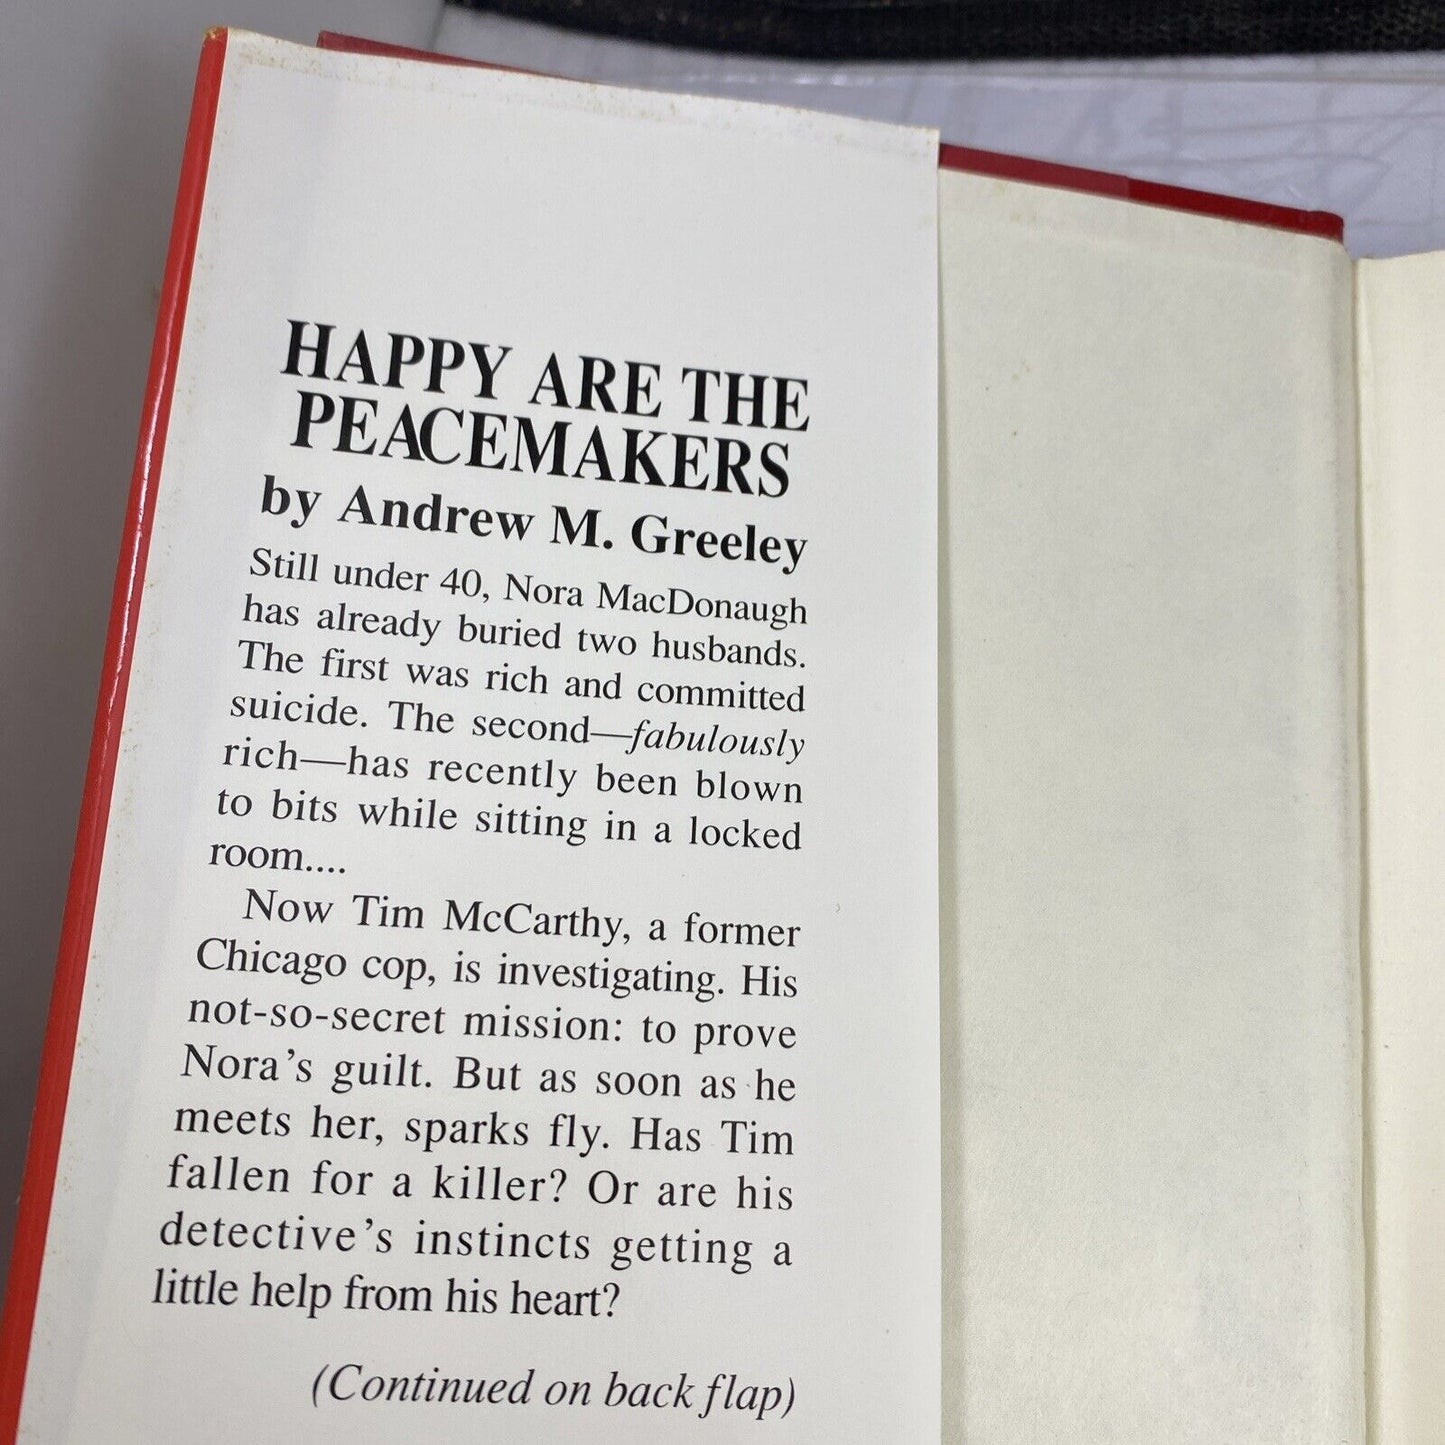 HAPPY ARE THE
PEACEMAKERS
by Andrew M. Greeley
Still under 40, Nora MacDonaugh
has already buried two husbands.
The first was rich and committed
suicide. The second—fabulously
rich—has recently been blown
to bits while sitting in a locked
room....
Now Tim McCarthy, a former
Chicago cop, is investigating. His
not-so-secret mission: to prove
Nora's guilt. But as soon as he
meets her, sparks fly. Has Tim
fallen for a killer? Or are his
detective's instincts getting a
little help from his heart?
(Continued on back flap)